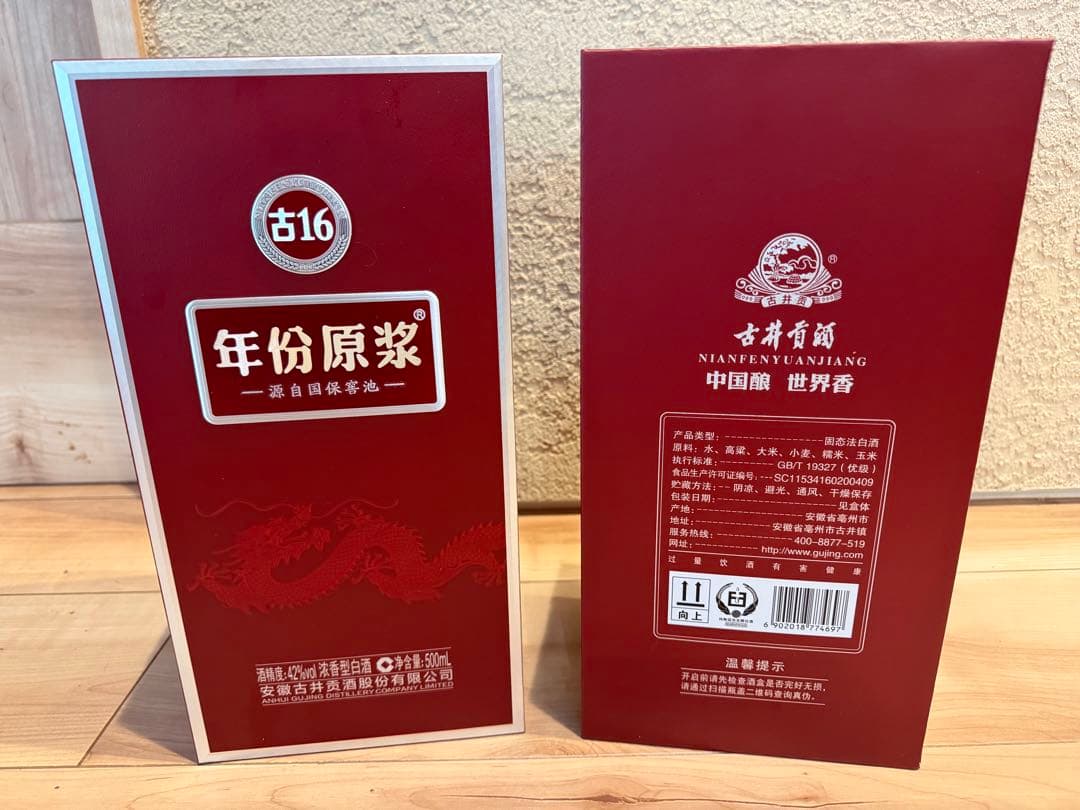 古16
年份原浆®
源自国保窖池
酒精度:42%vol 浓香型白酒 净含量:500mL
安徽古井贡酒股份有限公司
ANHUI GUJING DISTILLERY COMPANY LIMITED
®
古井贡
古井贡酒
NIANFENYUANJIANG
中国酿 世界香
产品类型:----------------固态法白酒
原料:水、高粱、大米、小麦、糯米、玉米
执行标准:----------GB/T 19327(优级)
食品生产许可证编号:---SC11534160200409
贮藏方法:--阴凉、避光、通风、干燥保存
包装日期:------------------见盒体
产地:----------------安徽省亳州市
地址:----------安徽省亳州市古井镇
服务热线:-------------400-8877-519
网址:----------http://www.gujing.com
过量饮酒有害健康
向上
6 902018 774697
温馨提示
开启前请先检查酒盒是否完好无损,
请通过扫描瓶盖二维码查询真伪。